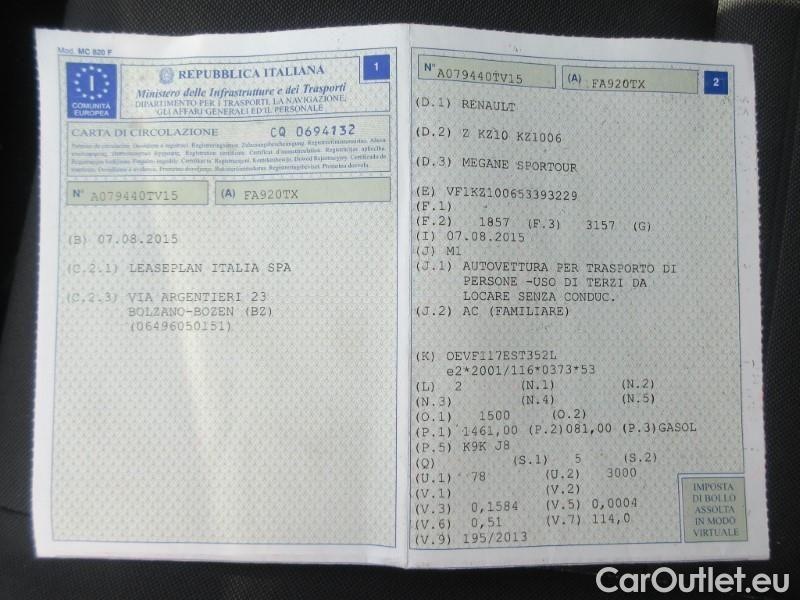 Mod. MC 820 F
I
COMUNITÀ
EUROPEA
REPUBBLICA ITALIANA
1
Ministero delle Infrastrutture e dei Trasporti
DIPARTIMENTO PER I TRASPORTI, LA NAVIGAZIONE,
GLI AFFARI GENERALI ED IL PERSONALE
CARTA DI CIRCOLAZIONE CQ 0694132
N° A079440TV15 (A) FA920TX
(B) 07.08.2015
(C.2.1) LEASEPLAN ITALIA SPA
(C.2.3) VIA ARGENTIERI 23
BOLZANO-BOZEN (BZ)
(06496050151)
N° A079440TV15 (A) FA920TX 2
(D.1) RENAULT
(D.2) Z KZ10 KZ1006
(D.3) MEGANE SPORTOUR
(E) VF1KZ100653393229
(F.1)
(F.2) 1857 (F.3) 3157 (G)
(I) 07.08.2015
(J) M1
(J.1) AUTOVETTURA PER TRASPORTO DI
PERSONE -USO DI TERZI DA
LOCARE SENZA CONDUC.
(J.2) AC (FAMILIARE)
(K) OEVF117EST352L
e2*2001/116*0373*53
(L) 2 (N.1) (N.2)
(N.3) (N.4) (N.5)
(O.1) 1500 (O.2)
(P.1) 1461,00 (P.2)081,00 (P.3)GASOL
(P.5) K9K J8
(Q) (S.1) 5 (S.2)
(U.1) 78 (U.2) 3000
(V.1) (V.2)
(V.3) 0,1584 (V.5) 0,0004
(V.6) 0,51 (V.7) 114,0
(V.9) 195/2013
IMPOSTA
DI BOLLO
ASSOLTA
IN MODO
VIRTUALE
CarOutlet.eu